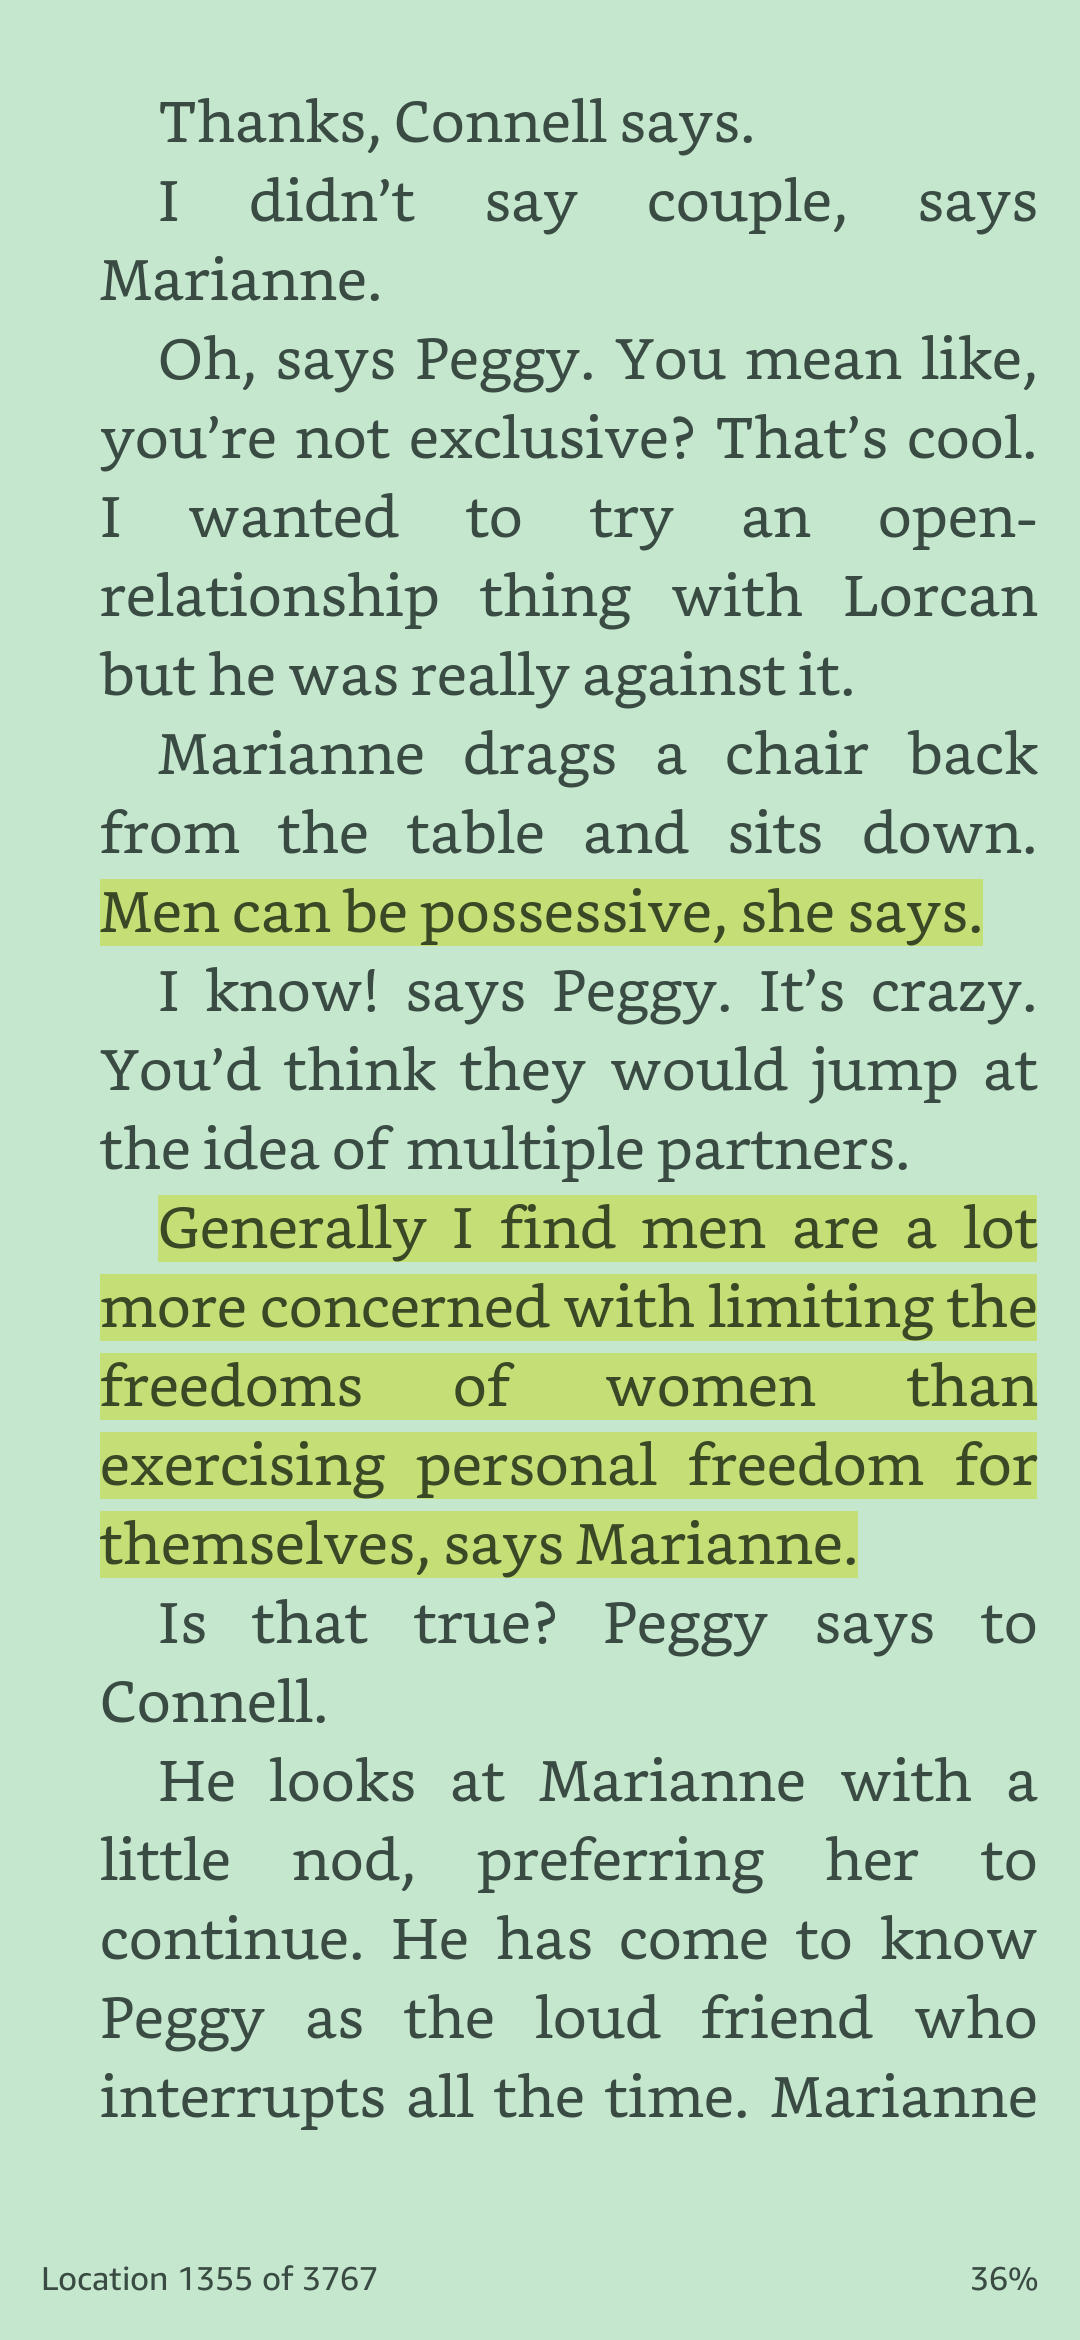 Thanks, Connell says.
I didn’t say couple, says
Marianne.
Oh, says Peggy. You mean like,
you’re not exclusive? That’s cool.
I wanted to try an open-
relationship thing with Lorcan
but he was really against it.
Marianne drags a chair back
from the table and sits down.
Men can be possessive, she says.
I know! says Peggy. It’s crazy.
You’d think they would jump at
the idea of multiple partners.
Generally I find men are a lot
more concerned with limiting the
freedoms of women than
exercising personal freedom for
themselves, says Marianne.
Is that true? Peggy says to
Connell.
He looks at Marianne with a
little nod, preferring her to
continue. He has come to know
Peggy as the loud friend who
interrupts all the time. Marianne
Location 1355 of 3767 36%